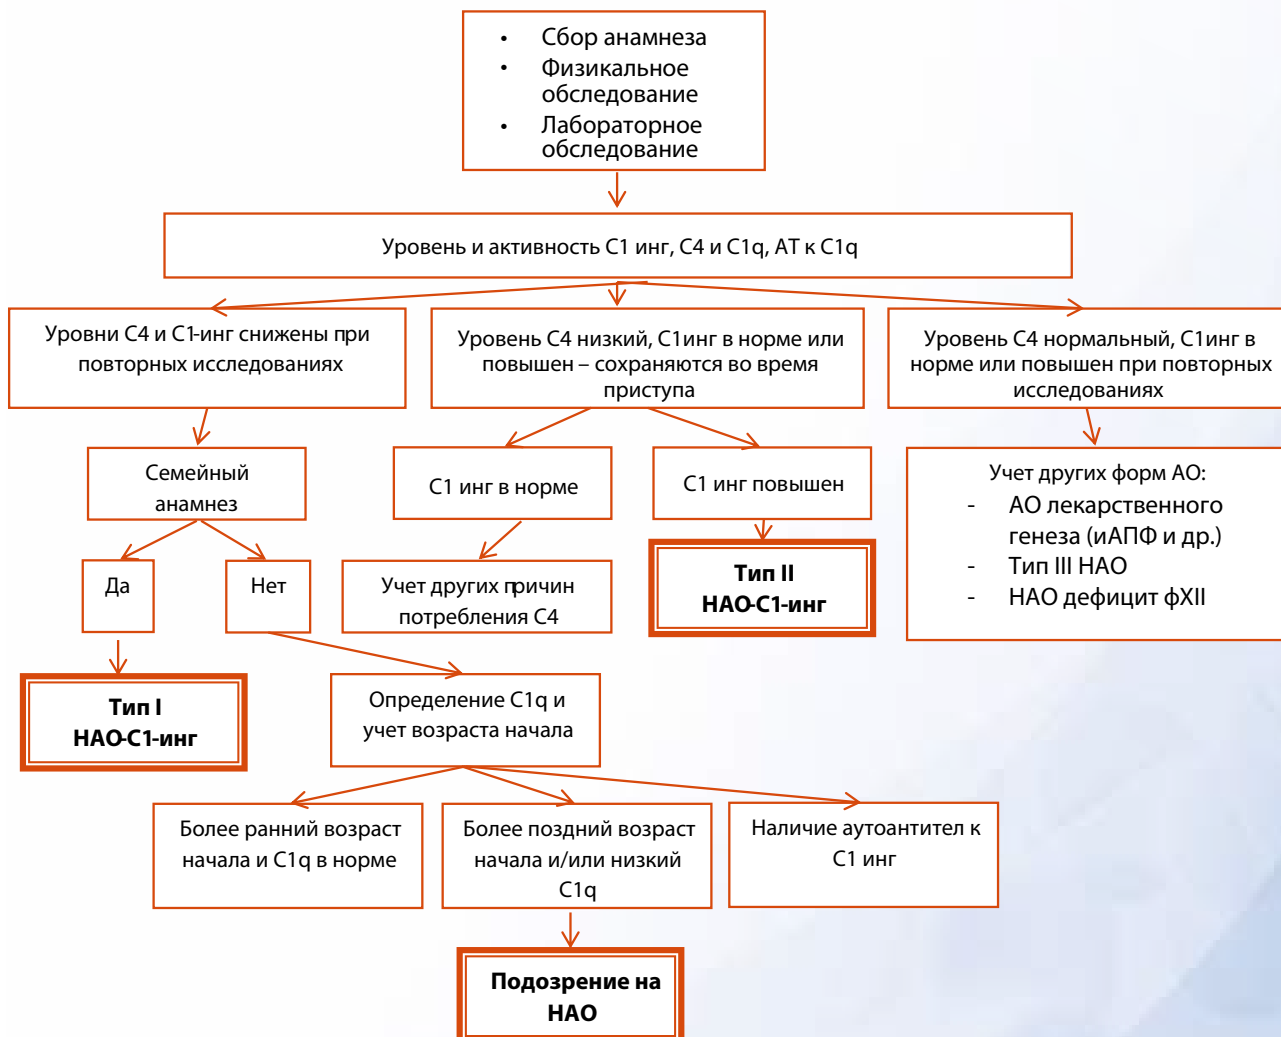 • Сбор анамнеза
• Физикальное
обследование
• Лабораторное
обследование
Уровень и активность С1 инг, С4 и С1q, АТ к С1q
Уровни С4 и С1-инг снижены при
повторных исследованиях
Уровень С4 низкий, С1инг в норме или
повышен – сохраняются во время
приступа
Уровень С4 нормальный, С1инг в
норме или повышен при повторных
исследованиях
Семейный
анамнез
С1 инг в норме
С1 инг повышен
Учет других форм АО:
- АО лекарственного
генеза (иАПФ и др.)
- Тип III НАО
- НАО дефицит фXII
Да
Нет
Учет других причин
потребления С4
Тип II
НАО-С1-инг
Тип I
НАО-С1-инг
Определение С1q и
учет возраста начала
Более ранний возраст
начала и С1q в норме
Более поздний возраст
начала и/или низкий
С1q
Наличие аутоантител к
С1 инг
Подозрение на
НАО